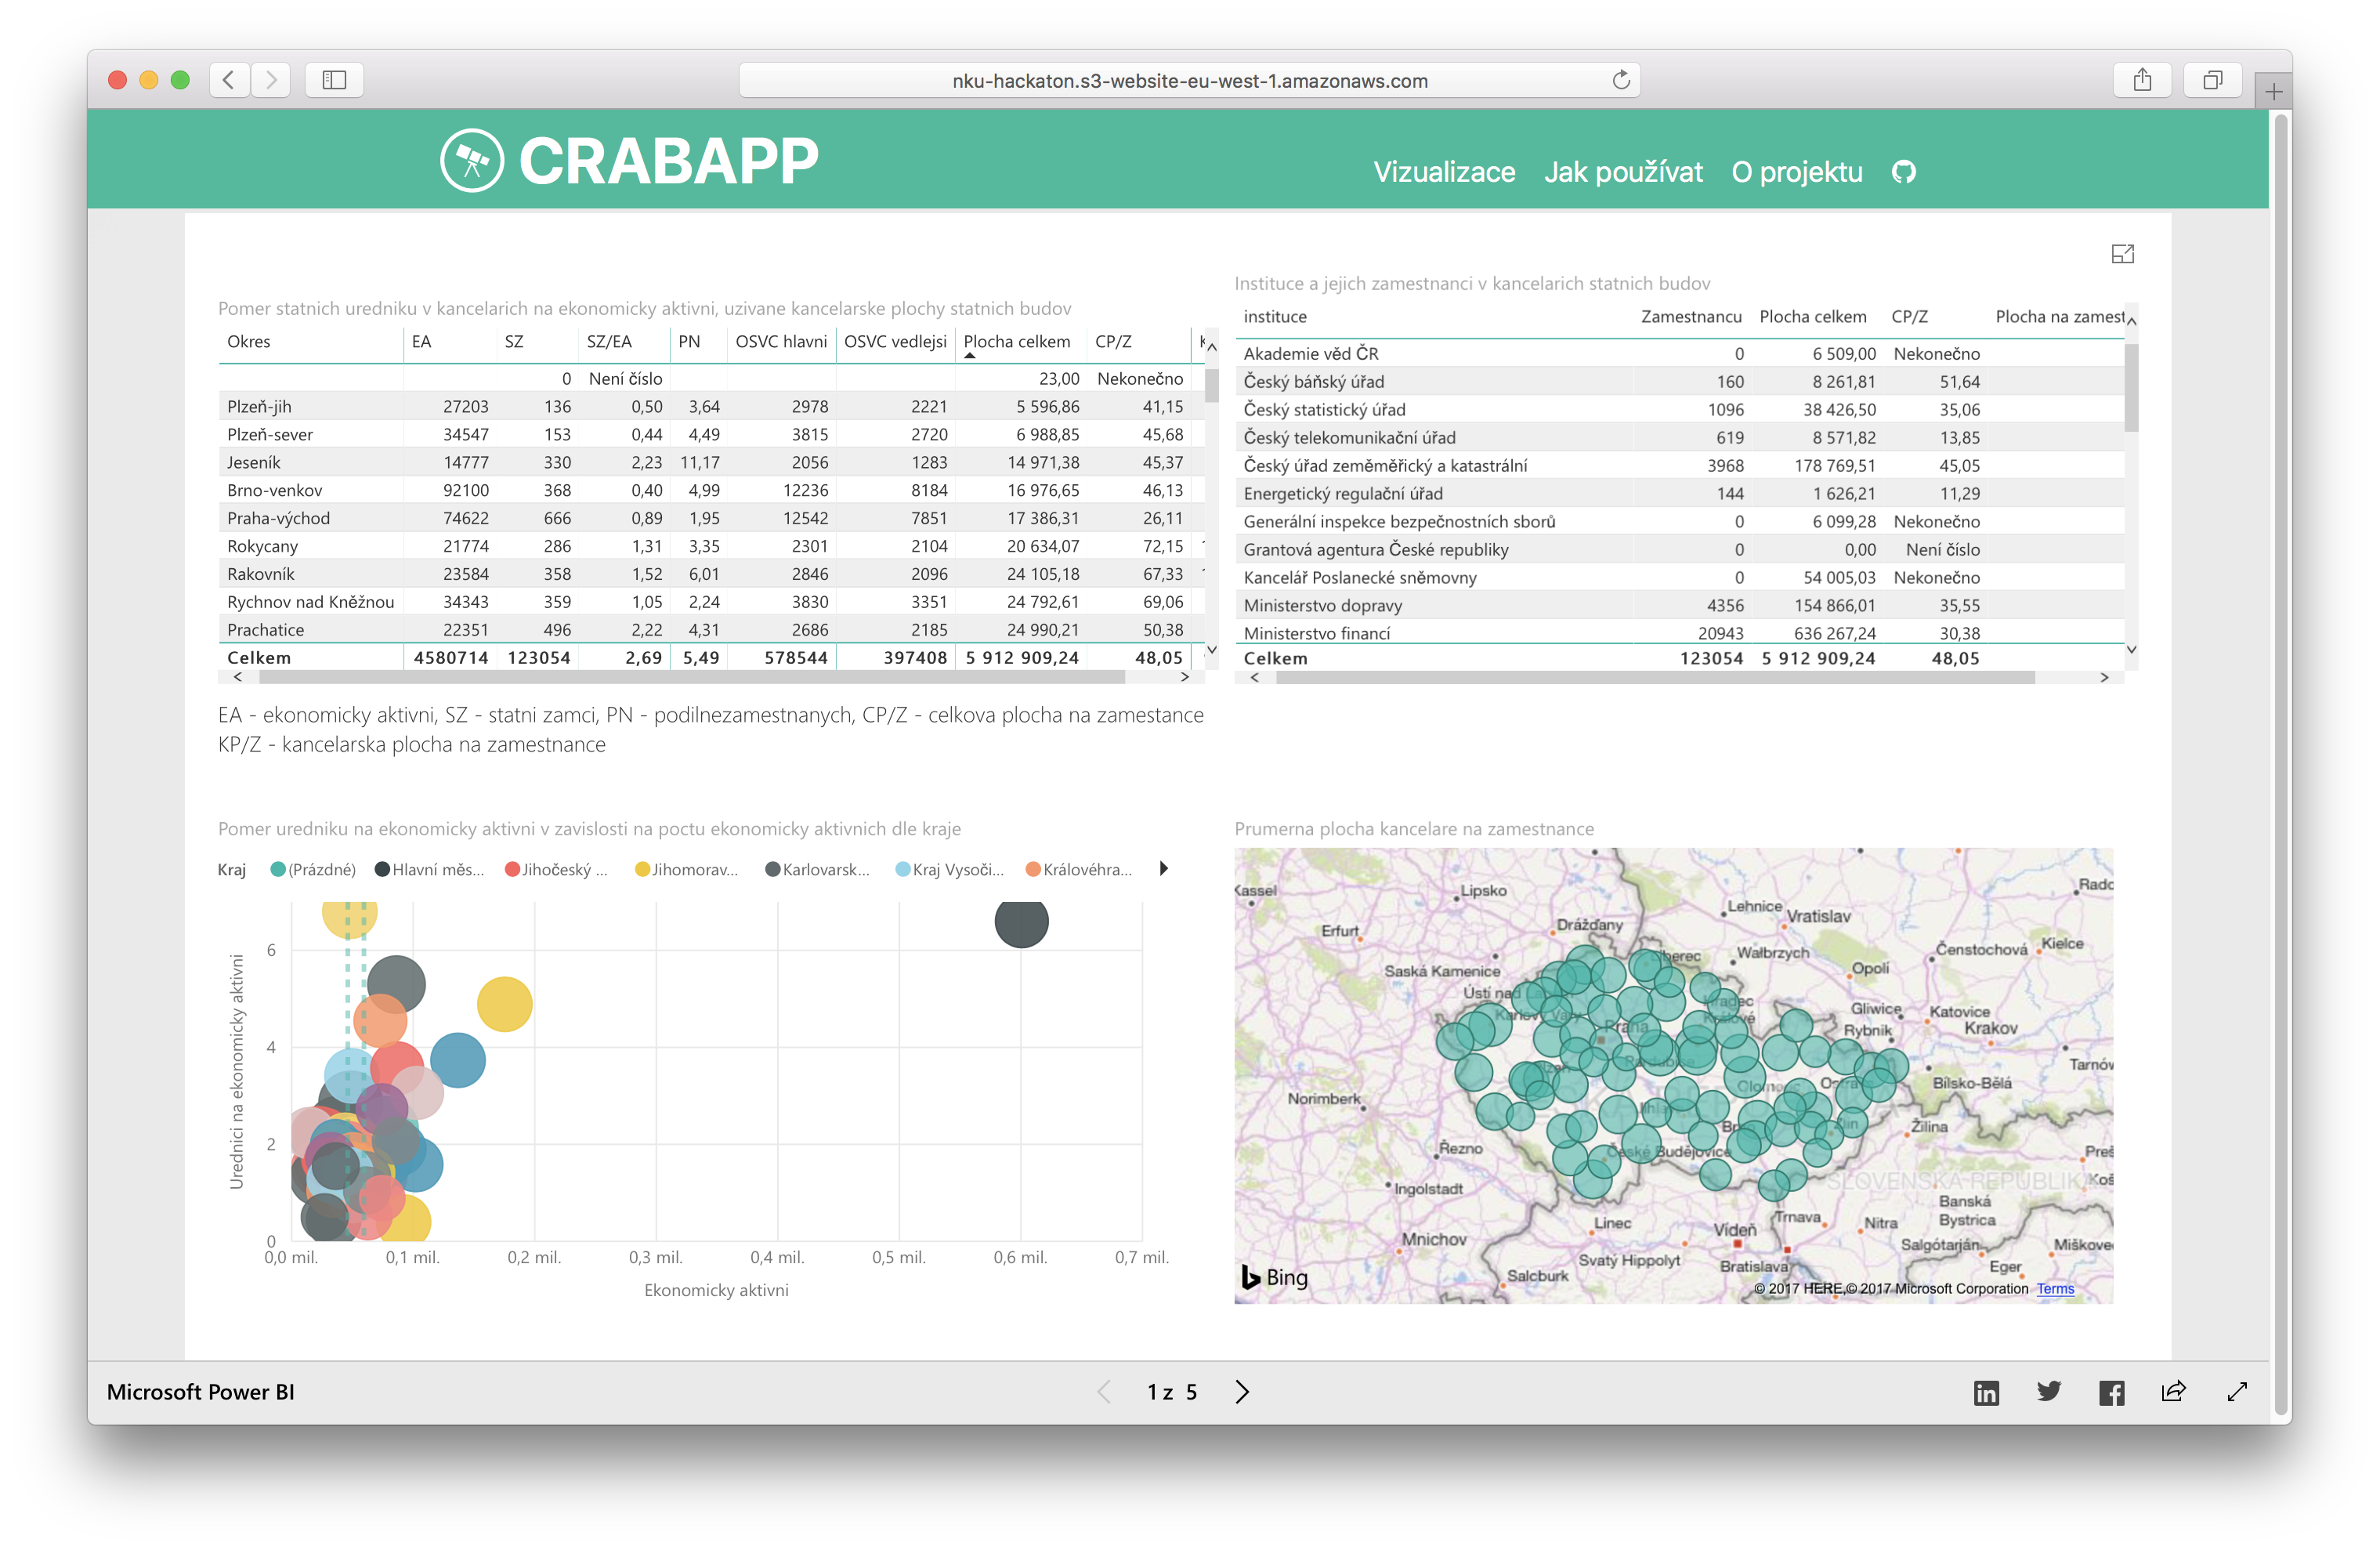 nku-hackaton.s3-website-eu-west-1.amazonaws.com
CRABAPP
Vizualizace Jak používat O projektu
Pomer statnich uredniku v kancelarich na ekonomicky aktivni, uzivane kancelarske plochy statnich budov
Okres EA SZ SZ/EA PN OSVC hlavni OSVC vedlejsi Plocha celkem CP/Z
0 Není číslo 23,00 Nekonečno
Plzeň-jih 27203 136 0,50 3,64 2978 2221 5 596,86 41,15
Plzeň-sever 34547 153 0,44 4,49 3815 2720 6 988,85 45,68
Jeseník 14777 330 2,23 11,17 2056 1283 14 971,38 45,37
Brno-venkov 92100 368 0,40 4,99 12236 8184 16 976,65 46,13
Praha-východ 74622 666 0,89 1,95 12542 7851 17 386,31 26,11
Rokycany 21774 286 1,31 3,35 2301 2104 20 634,07 72,15
Rakovník 23584 358 1,52 6,01 2846 2096 24 105,18 67,33
Rychnov nad Kněžnou 34343 359 1,05 2,24 3830 3351 24 792,61 69,06
Prachatice 22351 496 2,22 4,31 2686 2185 24 990,21 50,38
Celkem 4580714 123054 2,69 5,49 578544 397408 5 912 909,24 48,05
EA - ekonomicky aktivni, SZ - statni zamci, PN - podilnezamestnanych, CP/Z - celkova plocha na zamestance
KP/Z - kancelarska plocha na zamestnance
Instituce a jejich zamestnanci v kancelarich statnich budov
instituce Zamestnancu Plocha celkem CP/Z Plocha na zamest
Akademie věd ČR 0 6 509,00 Nekonečno
Český báňský úřad 160 8 261,81 51,64
Český statistický úřad 1096 38 426,50 35,06
Český telekomunikační úřad 619 8 571,82 13,85
Český úřad zeměměřický a katastrální 3968 178 769,51 45,05
Energetický regulační úřad 144 1 626,21 11,29
Generální inspekce bezpečnostních sborů 0 6 099,28 Nekonečno
Grantová agentura České republiky 0 0,00 Není číslo
Kancelář Poslanecké sněmovny 0 54 005,03 Nekonečno
Ministerstvo dopravy 4356 154 866,01 35,55
Ministerstvo financí 20943 636 267,24 30,38
Celkem 123054 5 912 909,24 48,05
Pomer uredniku na ekonomicky aktivni v zavislosti na poctu ekonomicky aktivnich dle kraje
Kraj (Prázdné) Hlavní měs... Jihočeský ... Jihomorav... Karlovarsk... Kraj Vysoči... Královéhra...
Urednici na ekonomicky aktivni
6
4
2
0
0,0 mil. 0,1 mil. 0,2 mil. 0,3 mil. 0,4 mil. 0,5 mil. 0,6 mil. 0,7 mil.
Ekonomicky aktivni
Prumerna plocha kancelare na zamestnance
Kassel
Lipsko
Radc
Lehnice
Vratislav
Erfurt
Drážďany
Kielce
Čenstochová
Wałbrzych
Saská Kamenice
Opolí
Gliwice
Katovice
Rybnik
Krakov
Praha
Tarnóv
Bílsko-Bělá
Norimberk
Žilina
Řezno
České Budějovice
Preš
SLOVENSKÁ REPUBLIKA
Koš
Ingolstadt
Banská
Bystrica
Linec
Vídeň
Trnava
Nitra
Mnichov
Svatý Hippolyt
Bratislava
Salgótarján
Miškovec
Eger
Salcburk
Bing
© 2017 HERE,© 2017 Microsoft Corporation Terms
Microsoft Power BI
1 z 5